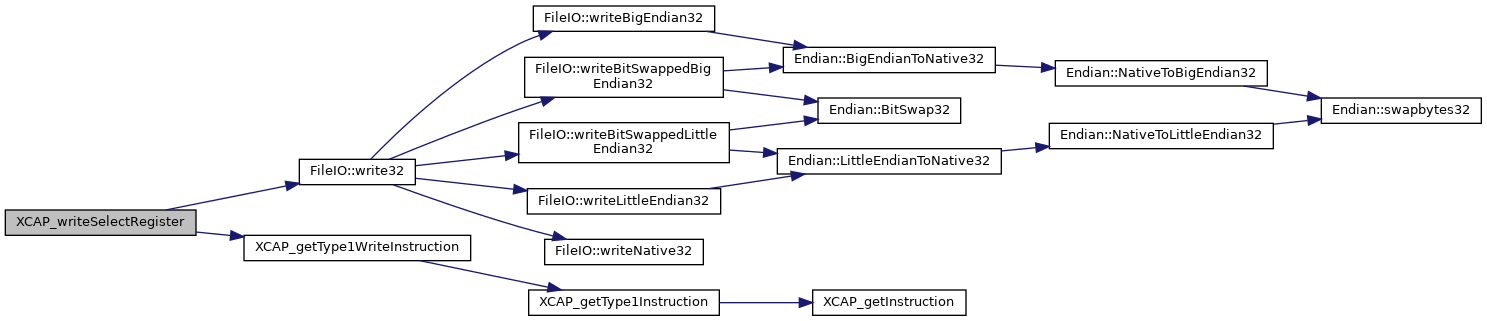 FileIO::writeBigEndian32
FileIO::writeBitSwappedBig
Endian32
Endian::BigEndianToNative32
Endian::NativeToBigEndian32
Endian::swapbytes32
Endian::BitSwap32
FileIO::writeBitSwappedLittle
Endian32
Endian::NativeToLittleEndian32
Endian::LittleEndianToNative32
FileIO::write32
FileIO::writeLittleEndian32
XCAP_writeSelectRegister
XCAP_getType1WriteInstruction
FileIO::writeNative32
XCAP_getType1Instruction
XCAP_getInstruction